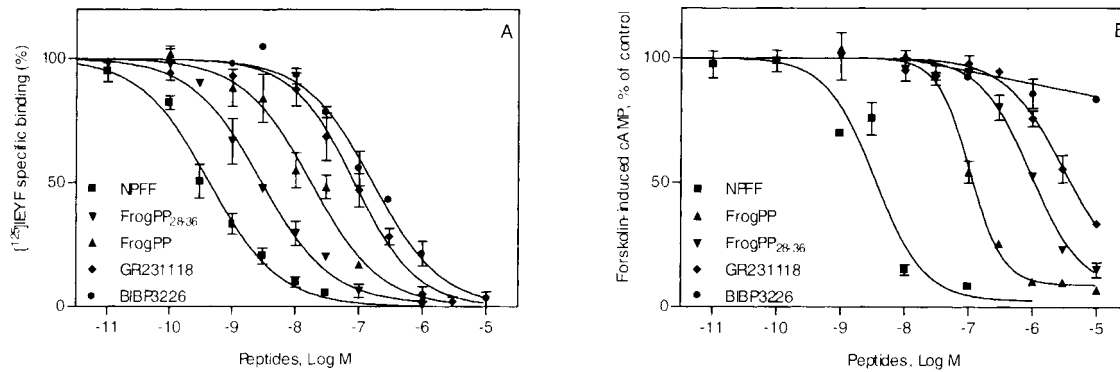 A
[125]IEYF specific binding (%)
100
50
0
NPFF
FrogPP28-36
FrogPP
GR231118
BIBP3226
-11 -10 -9 -8 -7 -6 -5
Peptides, Log M
Forskolin-induced cAMP, % of control
100
50
0
NPFF
FrogPP
FrogPP28-36
GR231118
BIBP3226
-11 -10 -9 -8 -7 -6 -5
Peptides, Log M